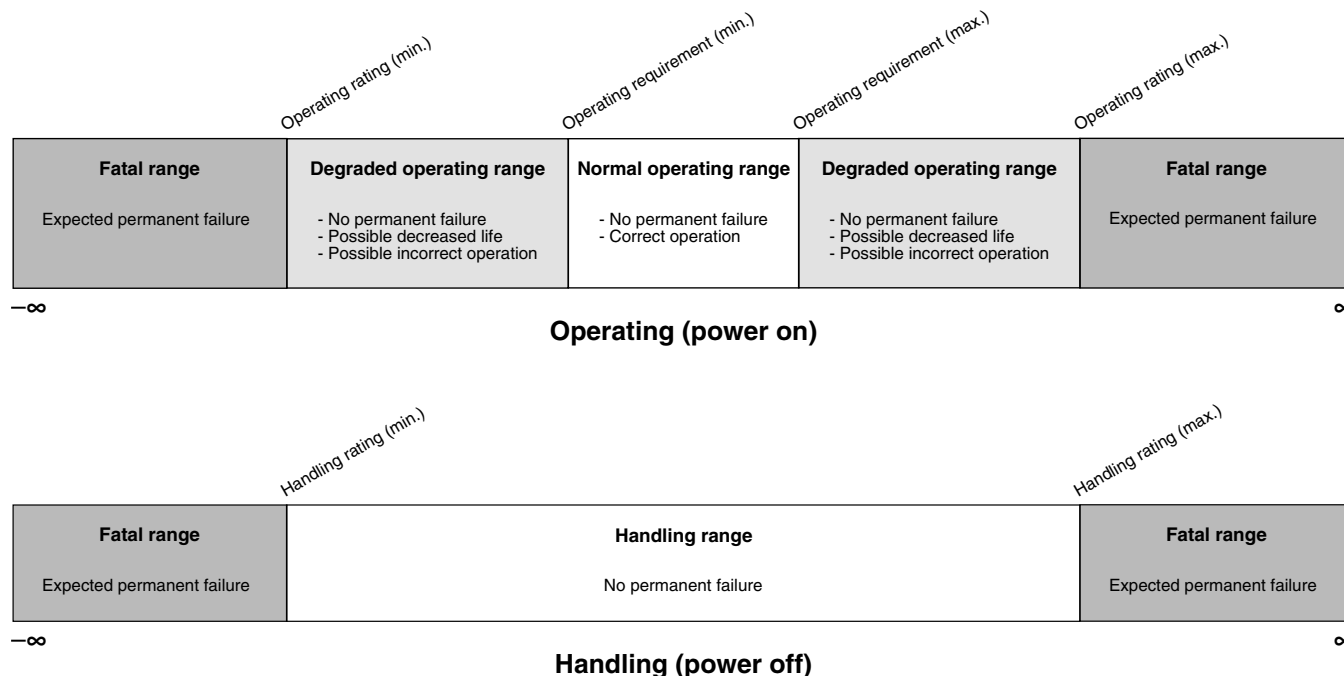 Operating rating (min.)
Operating requirement (min.)
Operating requirement (max.)
Operating rating (max.)
Fatal range
Expected permanent failure
Degraded operating range
- No permanent failure
- Possible decreased life
- Possible incorrect operation
Normal operating range
- No permanent failure
- Correct operation
Degraded operating range
- No permanent failure
- Possible decreased life
- Possible incorrect operation
Fatal range
Expected permanent failure
–∞
∞
Operating (power on)
Handling rating (min.)
Handling rating (max.)
Fatal range
Expected permanent failure
Handling range
No permanent failure
Fatal range
Expected permanent failure
–∞
∞
Handling (power off)